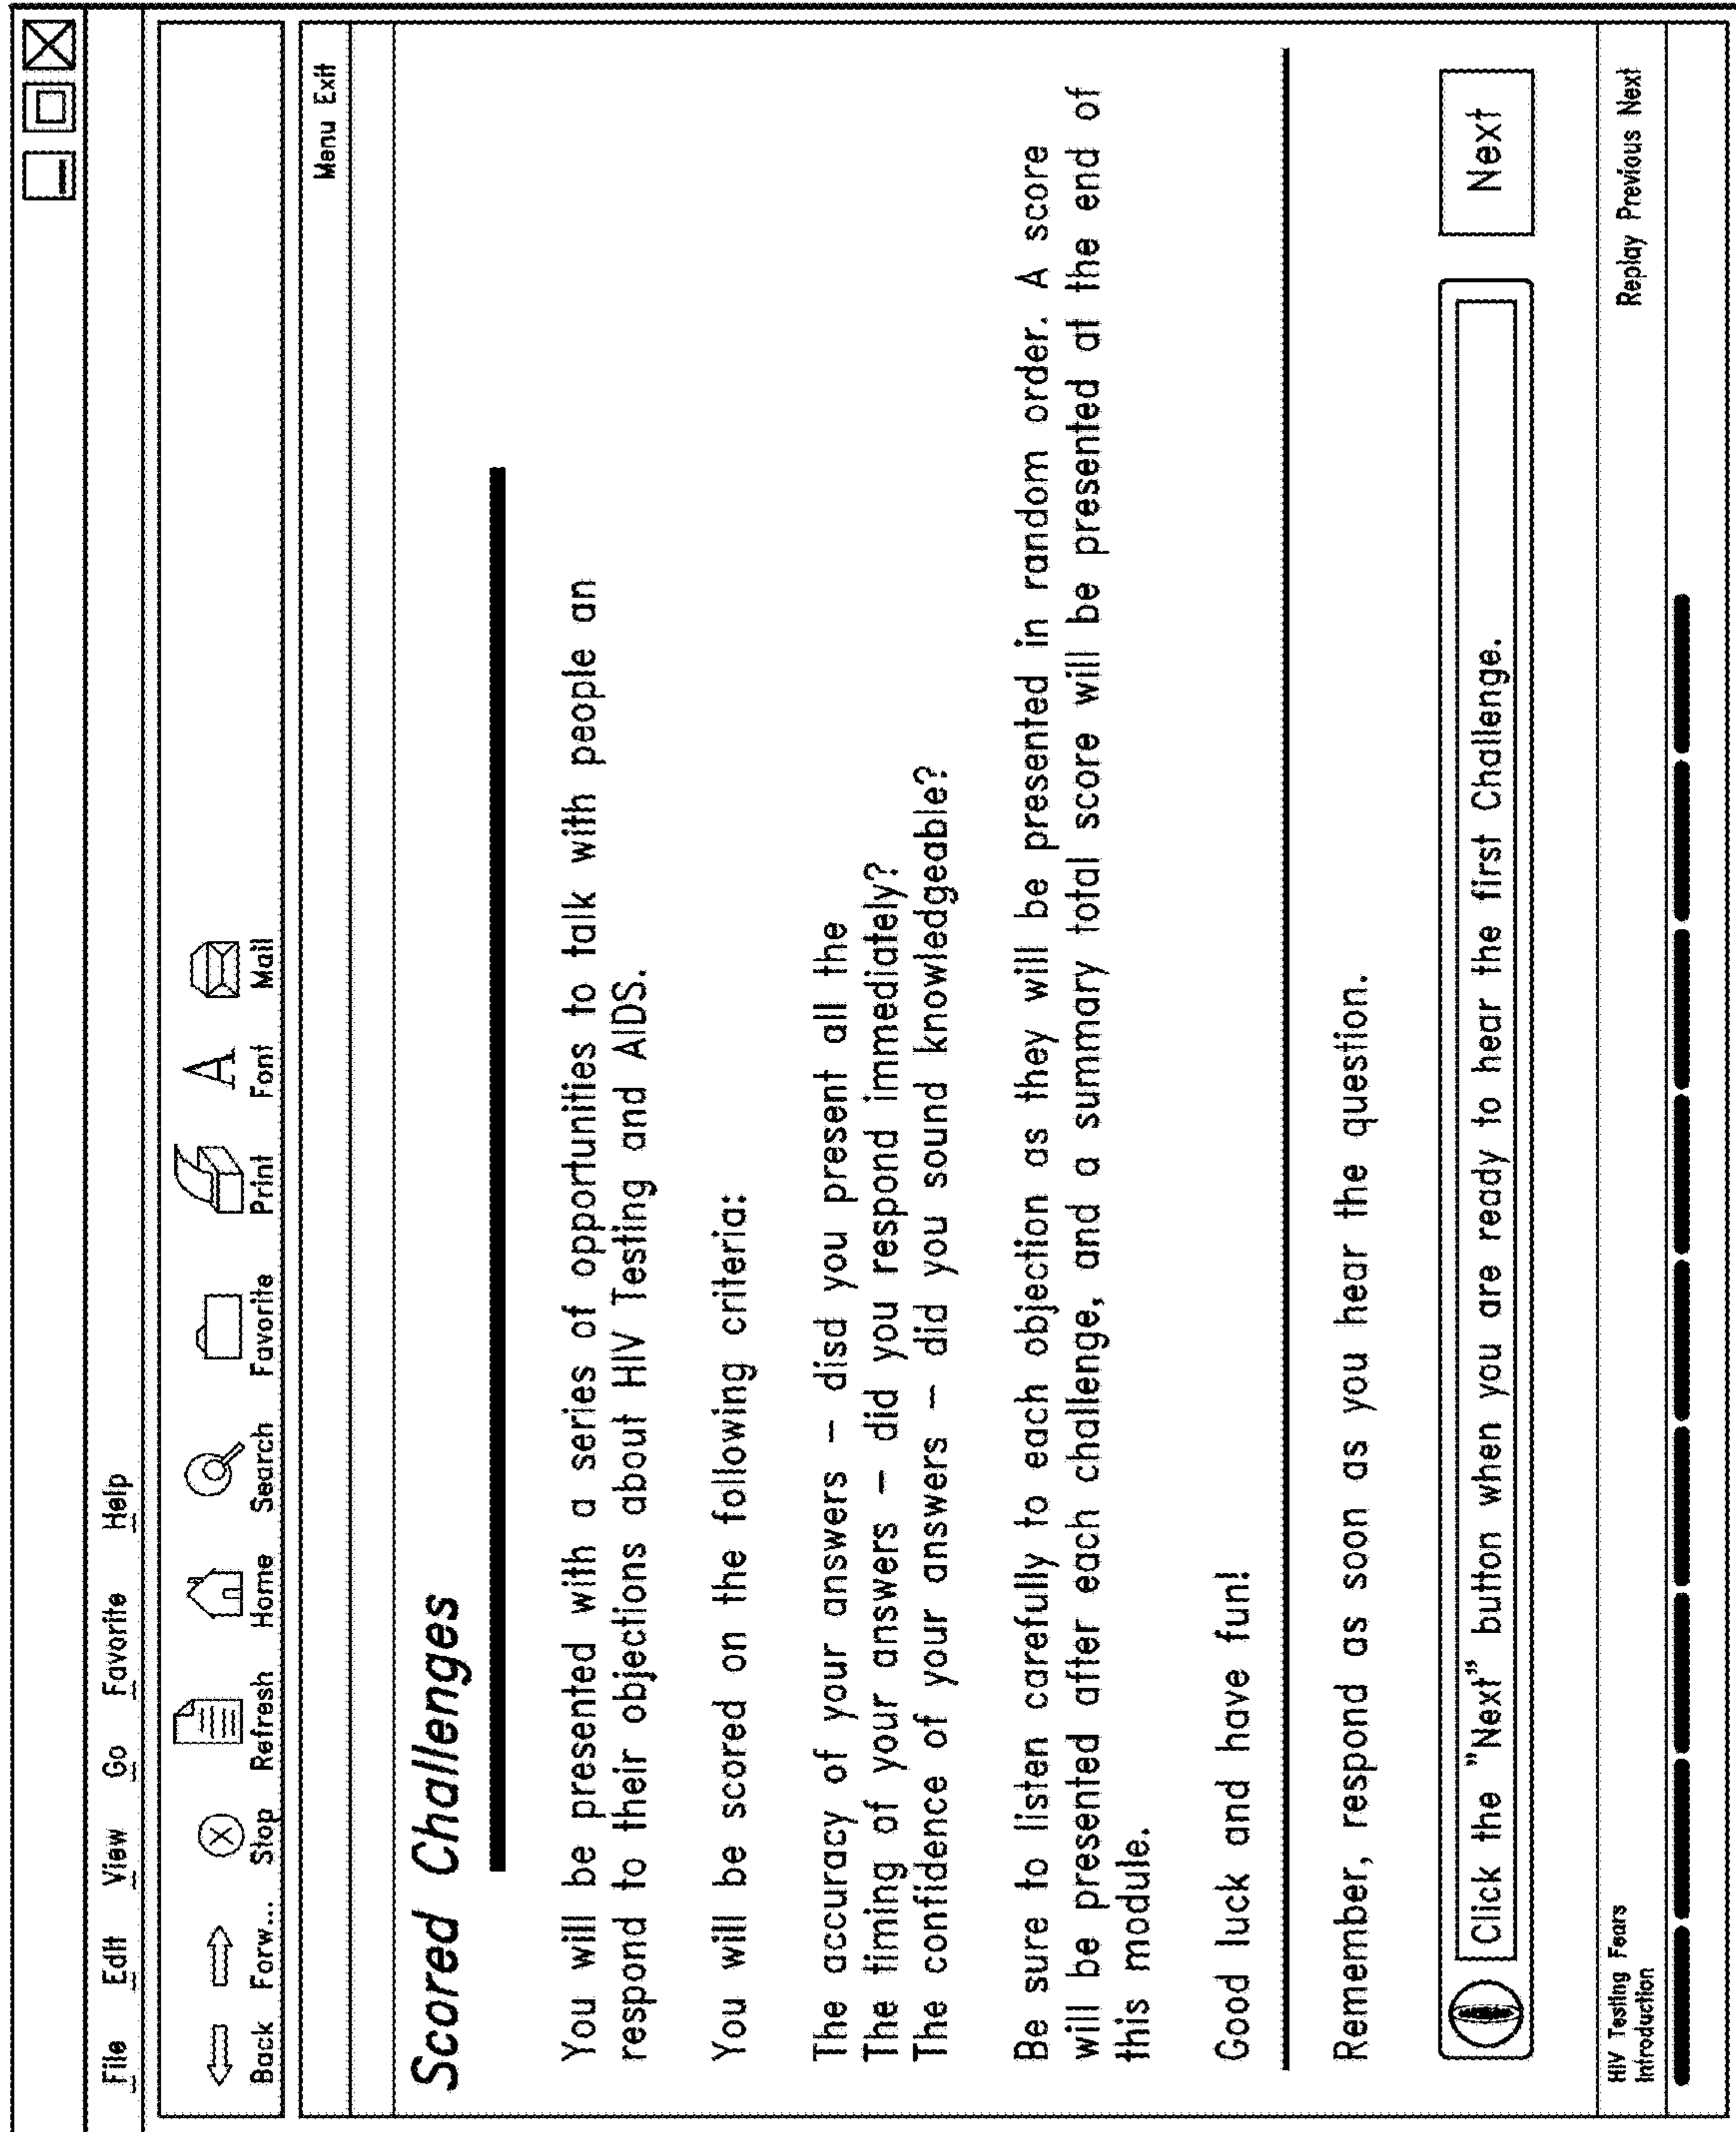 File Edit View Go Favorite Help
Back Forw... Stop Refresh Home Search Favorite Print Font Mail
Menu Exit
Scored Challenges
You will be presented with a series of opportunities to talk with people an
respond to their objections about HIV Testing and AIDS.
You will be scored on the following criteria:
The accuracy of your answers – disd you present all the
The timing of your answers – did you respond immediately?
The confidence of your answers – did you sound knowledgeable?
Be sure to listen carefully to each objection as they will be presented in random order. A score
will be presented after each challenge, and a summary total score will be presented at the end of
this module.
Good luck and have fun!
Remember, respond as soon as you hear the question.
Click the "Next" button when you are ready to hear the first Challenge.
Next
HIV Testing Fears
Introduction
Replay Previous Next